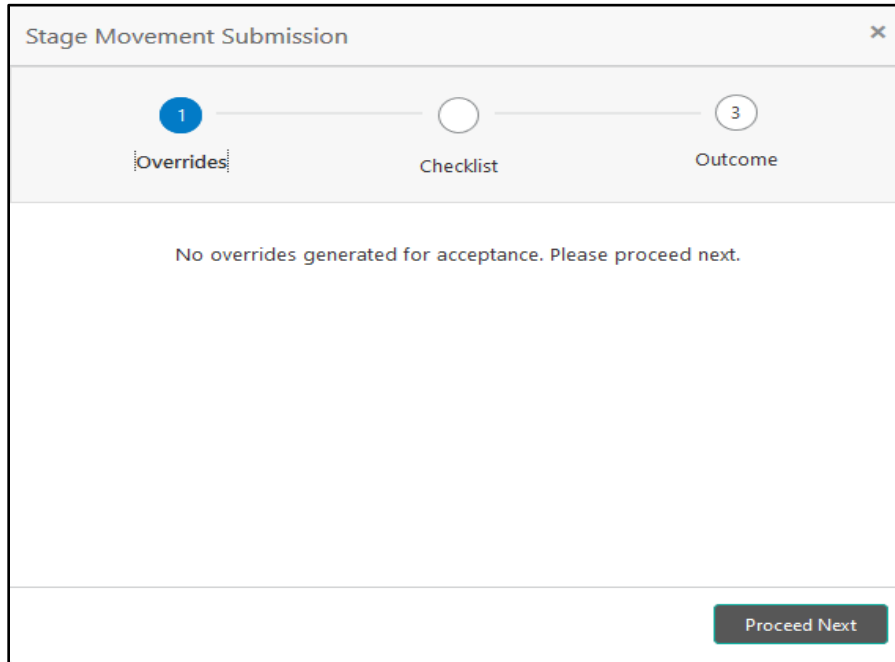 Stage Movement Submission ×
1
3
Overrides
Checklist
Outcome
No overrides generated for acceptance. Please proceed next.
Proceed Next